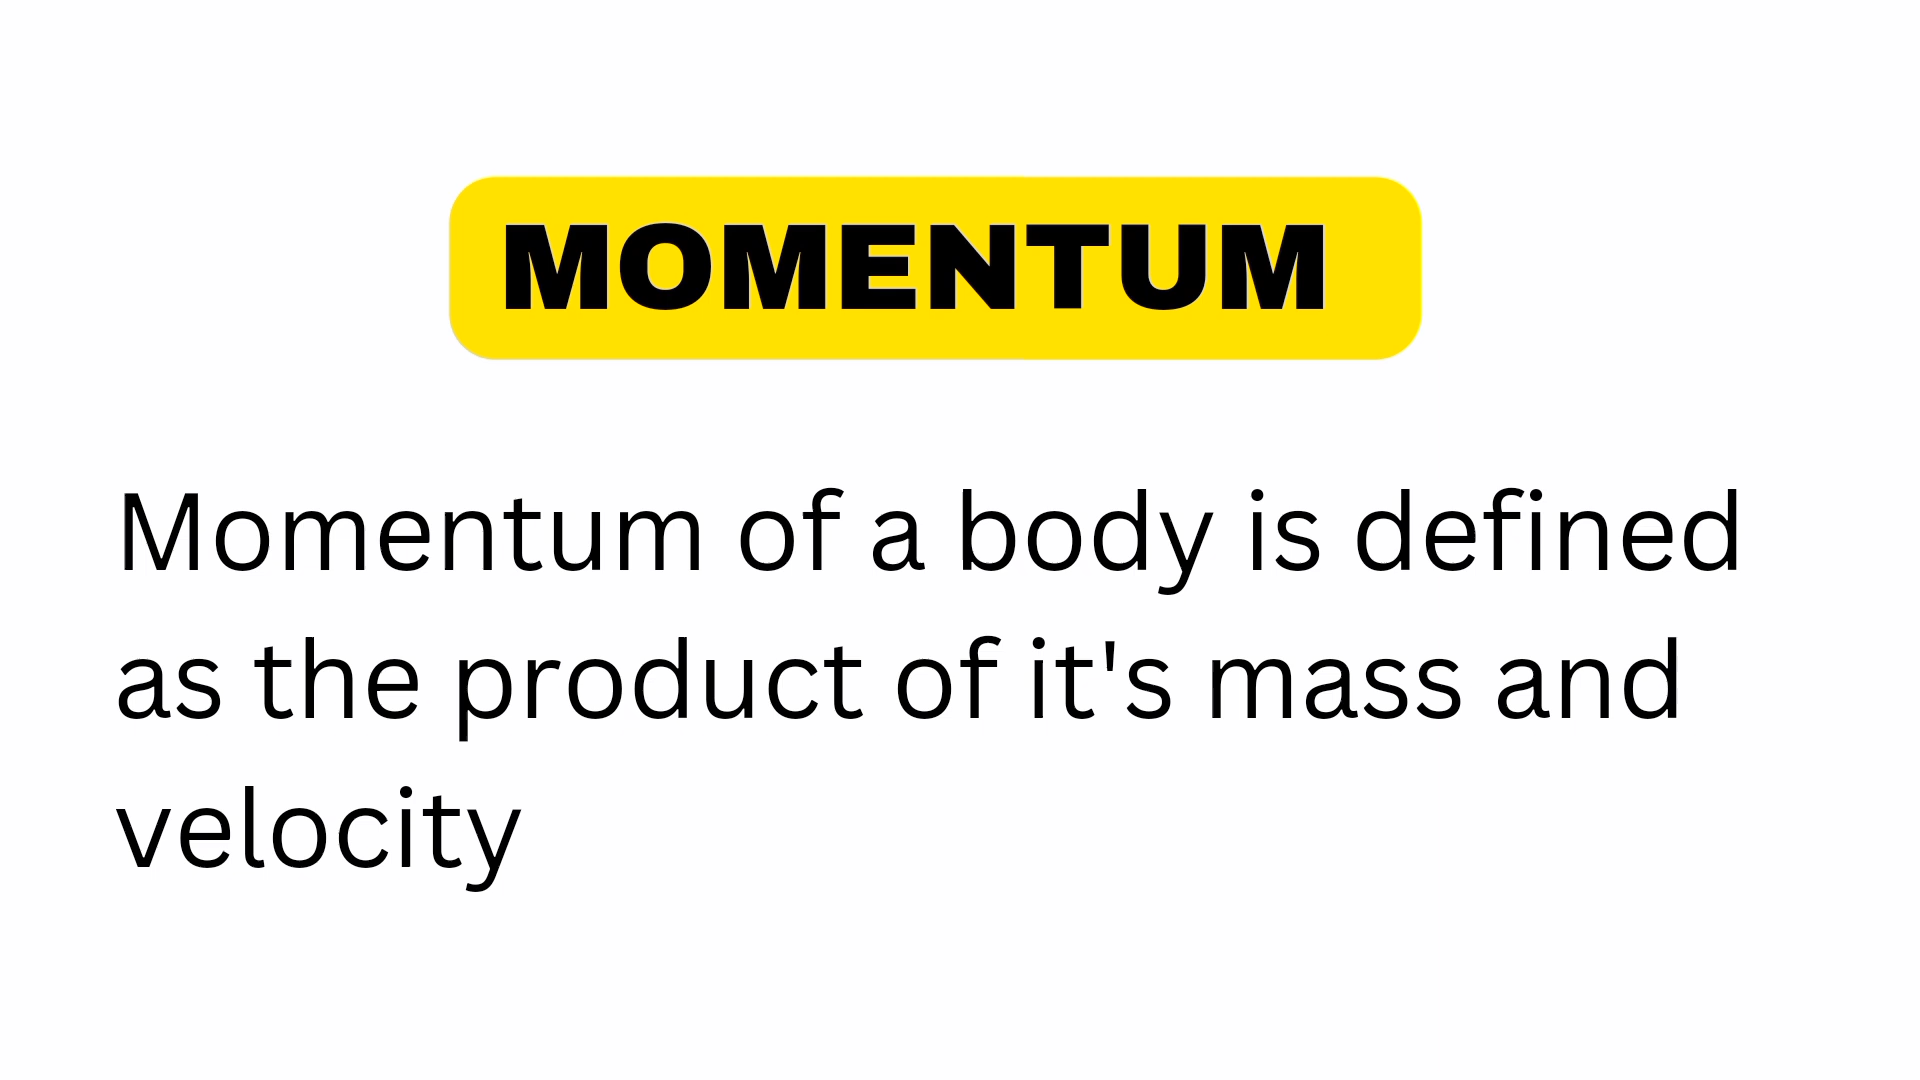 MOMENTUM
Momentum of a body is defined
as the product of it's mass and
velocity